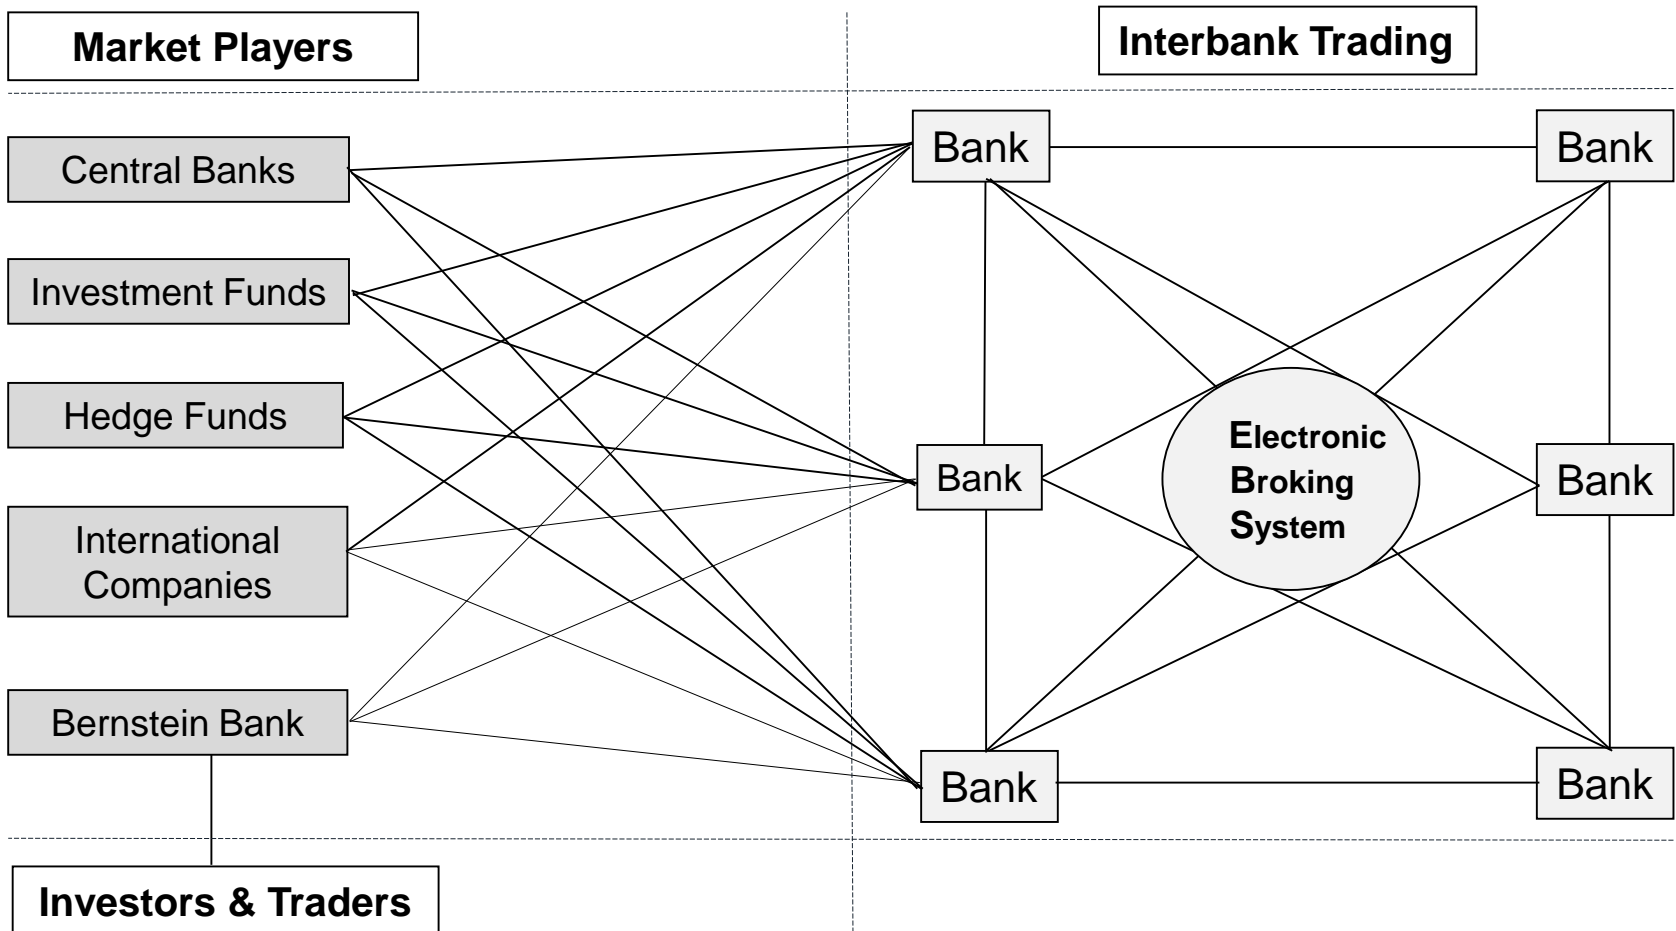 Market Players
Interbank Trading
Central Banks
Investment Funds
Hedge Funds
International
Companies
Bernstein Bank
Investors & Traders
Bank
Bank
Bank
Electronic
Broking
System
Bank
Bank
Bank